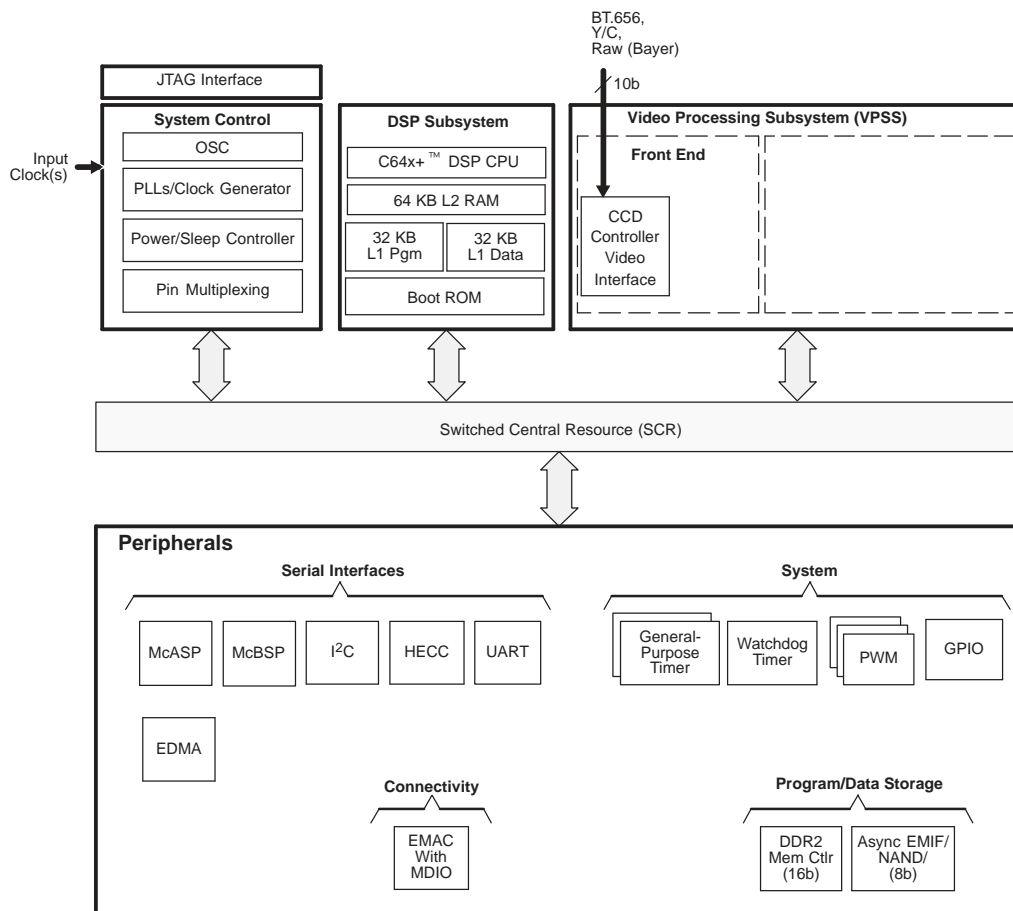 BT.656,
Y/C,
Raw (Bayer)
10b
JTAG Interface
System Control
OSC
PLLs/Clock Generator
Power/Sleep Controller
Pin Multiplexing
Input
Clock(s)
DSP Subsystem
C64x+™ DSP CPU
64 KB L2 RAM
32 KB
L1 Pgm
32 KB
L1 Data
Boot ROM
Video Processing Subsystem (VPSS)
Front End
CCD
Controller
Video
Interface
Switched Central Resource (SCR)
Peripherals
Serial Interfaces
McASP
McBSP
I²C
HECC
UART
System
General-
Purpose
Timer
Watchdog
Timer
PWM
GPIO
EDMA
Connectivity
EMAC
With
MDIO
Program/Data Storage
DDR2
Mem Ctlr
(16b)
Async EMIF/
NAND/
(8b)